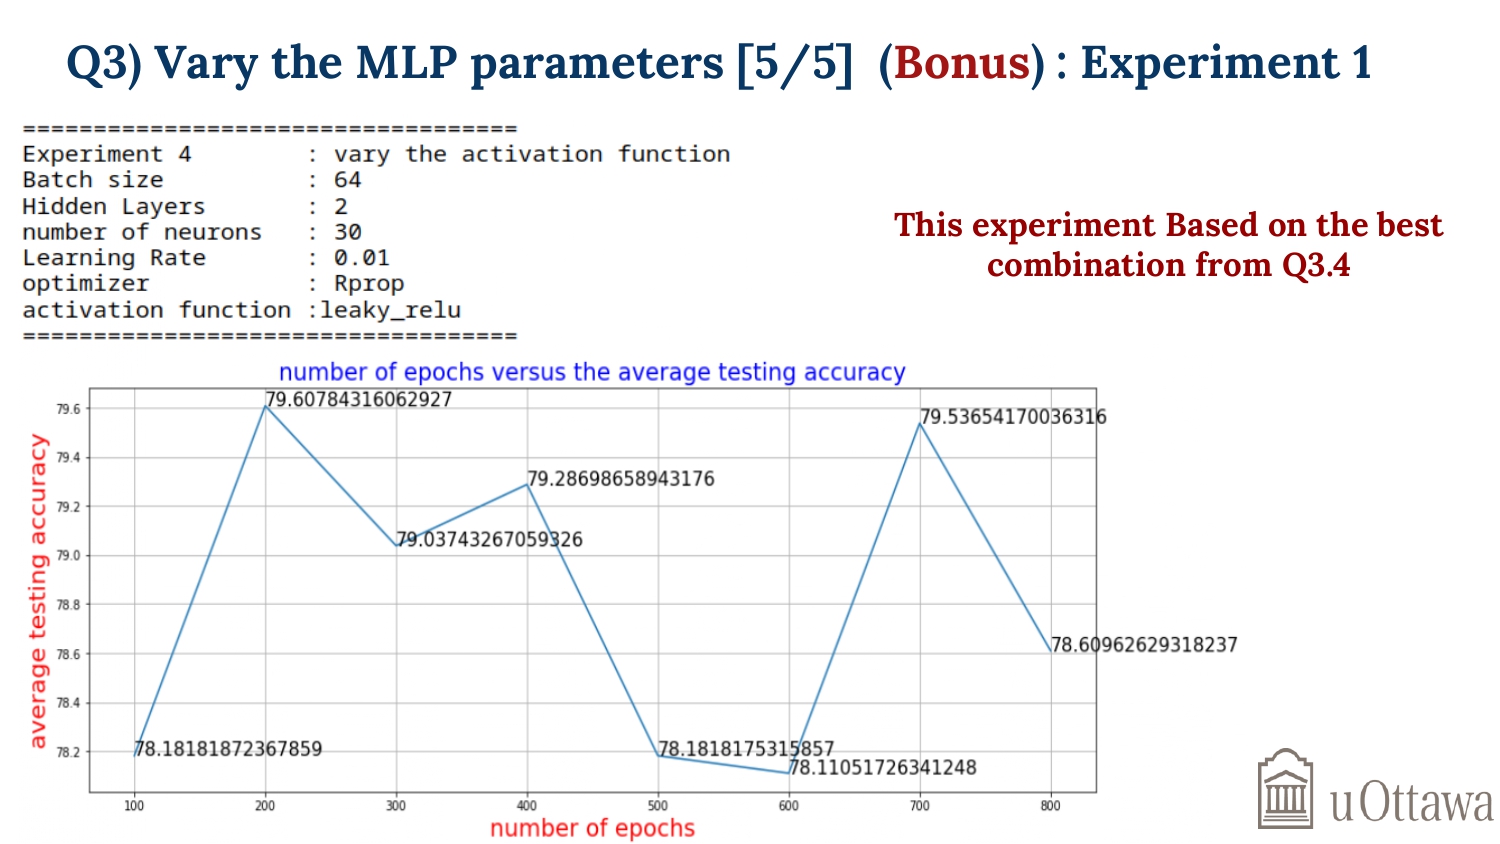 Q3) Vary the MLP parameters [5/5] (Bonus) : Experiment 1
===================================
Experiment 4 : vary the activation function
Batch size : 64
Hidden Layers : 2
number of neurons : 30
Learning Rate : 0.01
optimizer : Rprop
activation function :leaky_relu
===================================
This experiment Based on the best
combination from Q3.4
number of epochs versus the average testing accuracy
average testing accuracy
79.6
79.4
79.2
79.0
78.8
78.6
78.4
78.2
78.18181872367859
79.60784316062927
79.03743267059326
79.28698658943176
78.1818175315857
78.11051726341248
79.53654170036316
78.60962629318237
100 200 300 400 500 600 700 800
number of epochs
uOttawa